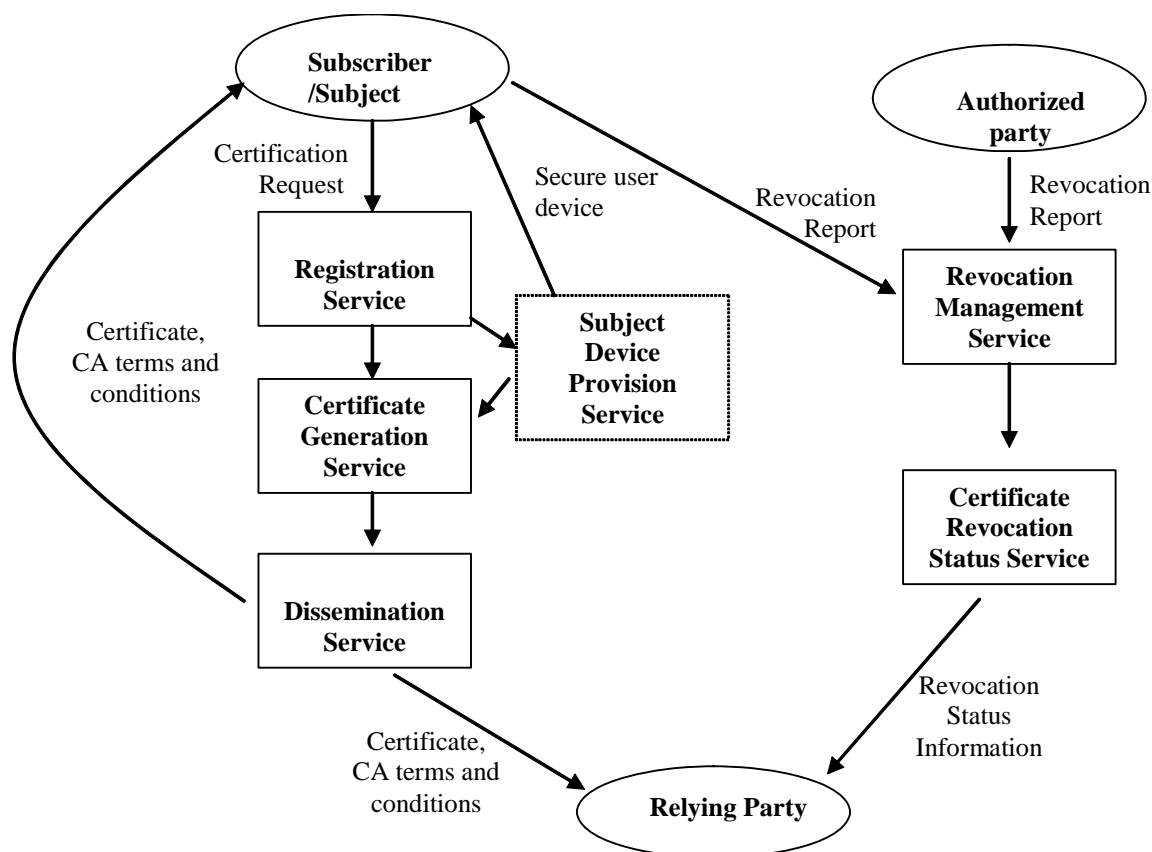 Subscriber
/Subject
Authorized
party
Certification
Request
Secure user
device
Revocation
Report
Revocation
Report
Registration
Service
Revocation
Management
Service
Subject
Device
Provision
Service
Certificate,
CA terms and
conditions
Certificate
Generation
Service
Certificate
Revocation
Status Service
Dissemination
Service
Revocation
Status
Information
Certificate,
CA terms and
conditions
Relying Party